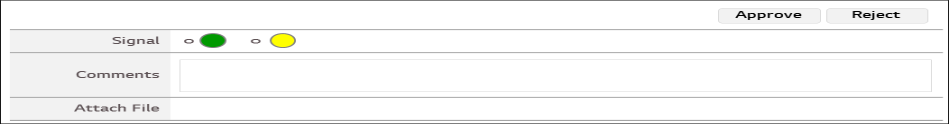 Approve Reject
Signal
Comments
Attach File